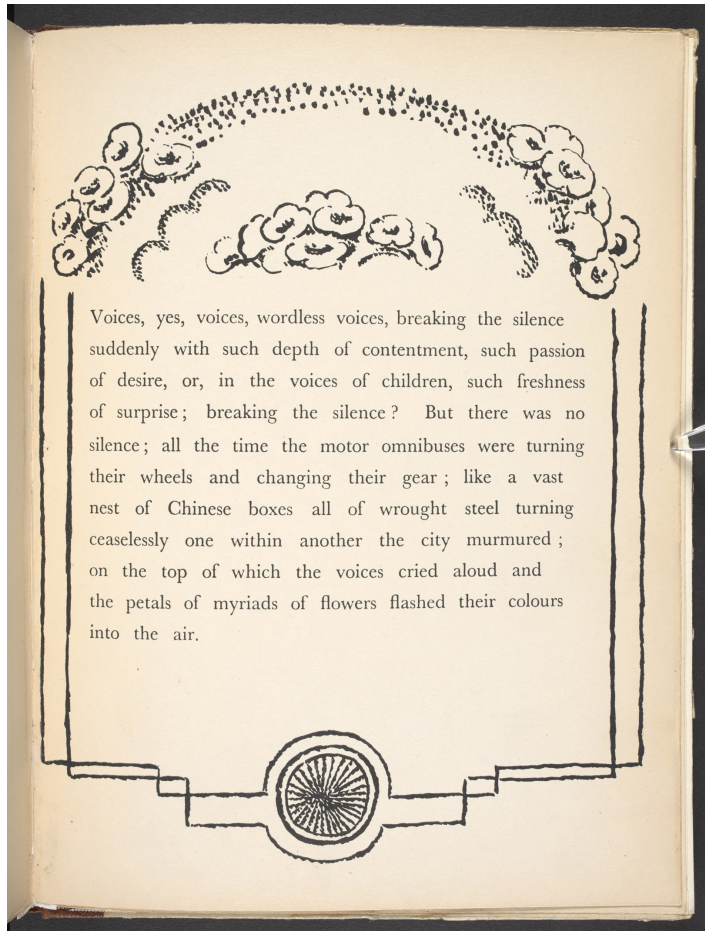 Voices, yes, voices, wordless voices, breaking the silence
suddenly with such depth of contentment, such passion
of desire, or, in the voices of children, such freshness
of surprise; breaking the silence? But there was no
silence; all the time the motor omnibuses were turning
their wheels and changing their gear; like a vast
nest of Chinese boxes all of wrought steel turning
ceaselessly one within another the city murmured;
on the top of which the voices cried aloud and
the petals of myriads of flowers flashed their colours
into the air.